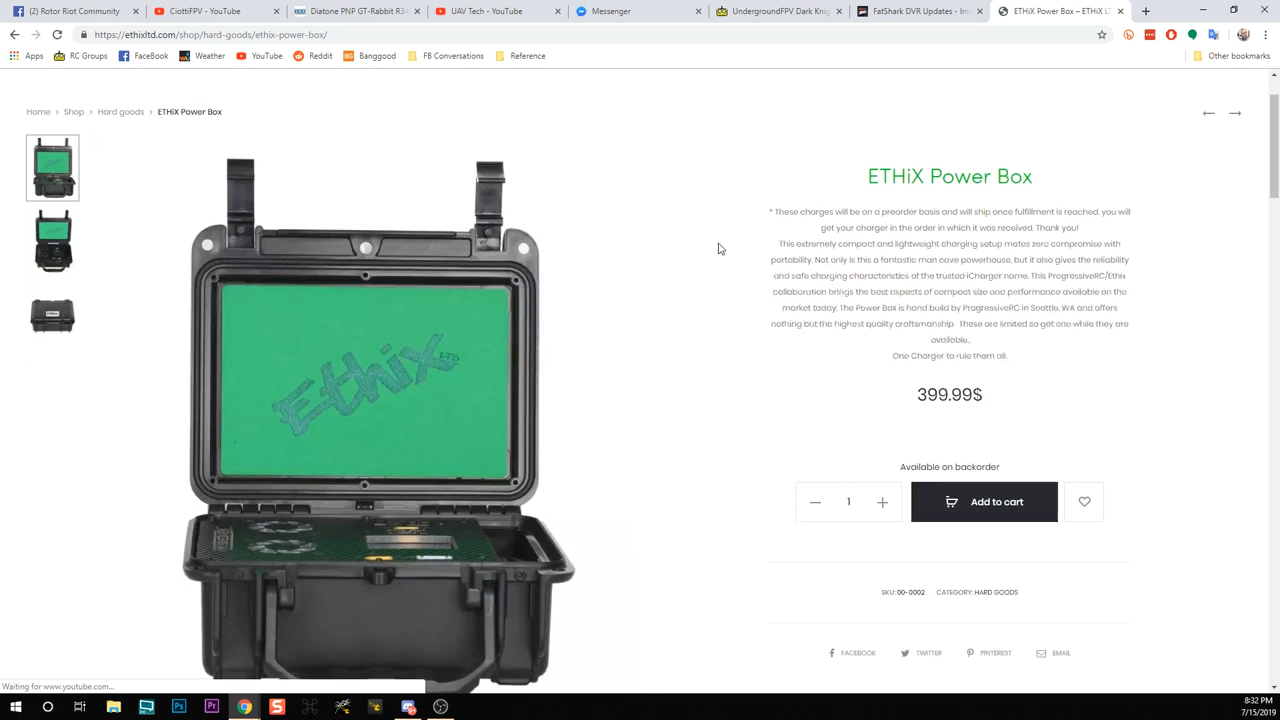 (2) Rotor Riot Community
CiottiFPV - YouTube
Diatone PNP GT-Rabbit R34
UAV Tech - YouTube
Messenger
UndergroundFPV Dark Knig
FatShark DVR Updates - Im
ETHiX Power Box – ETHiX LT
https://ethixltd.com/shop/hard-goods/ethix-power-box/
Apps
RC Groups
FaceBook
Weather
YouTube
Reddit
Banggood
FB Conversations
Reference
Other bookmarks
Home > Shop > Hard goods > ETHiX Power Box
ETHiX Power Box
* These charges will be on a preorder basis and will ship once fulfillment is reached, you will
get your charger in the order in which it was received. Thank you!
This extremely compact and lightweight charging setup mates zero compromise with
portability. Not only is this a fantastic man cave powerhouse, but it also gives the reliability
and safe charging characteristics of the trusted iCharger name. This ProgressiveRC/Ethix
collaboration brings the best aspects of compact size and performance available on the
market today. The Power Box is hand build by ProgressiveRC in Seattle, WA and offers
nothing but the highest quality craftsmanship. These are limited so get one while they are
available.
One Charger to rule them all.
399.99$
Available on backorder
1
Add to cart
SKU: 00-0002 CATEGORY: HARD GOODS
FACEBOOK
TWITTER
PINTEREST
EMAIL
Ethix LTD
Waiting for www.youtube.com...
8:32 PM
7/15/2019